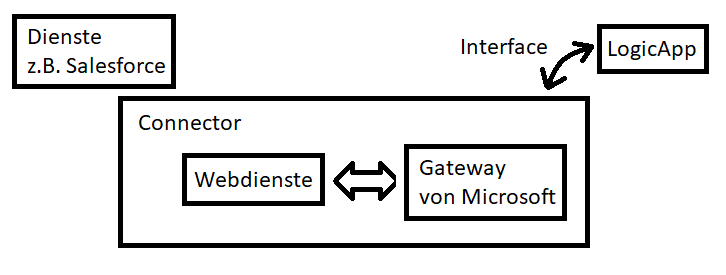 Dienste
z.B. Salesforce
Interface
LogicApp
Connector
Webdienste
Gateway
von Microsoft